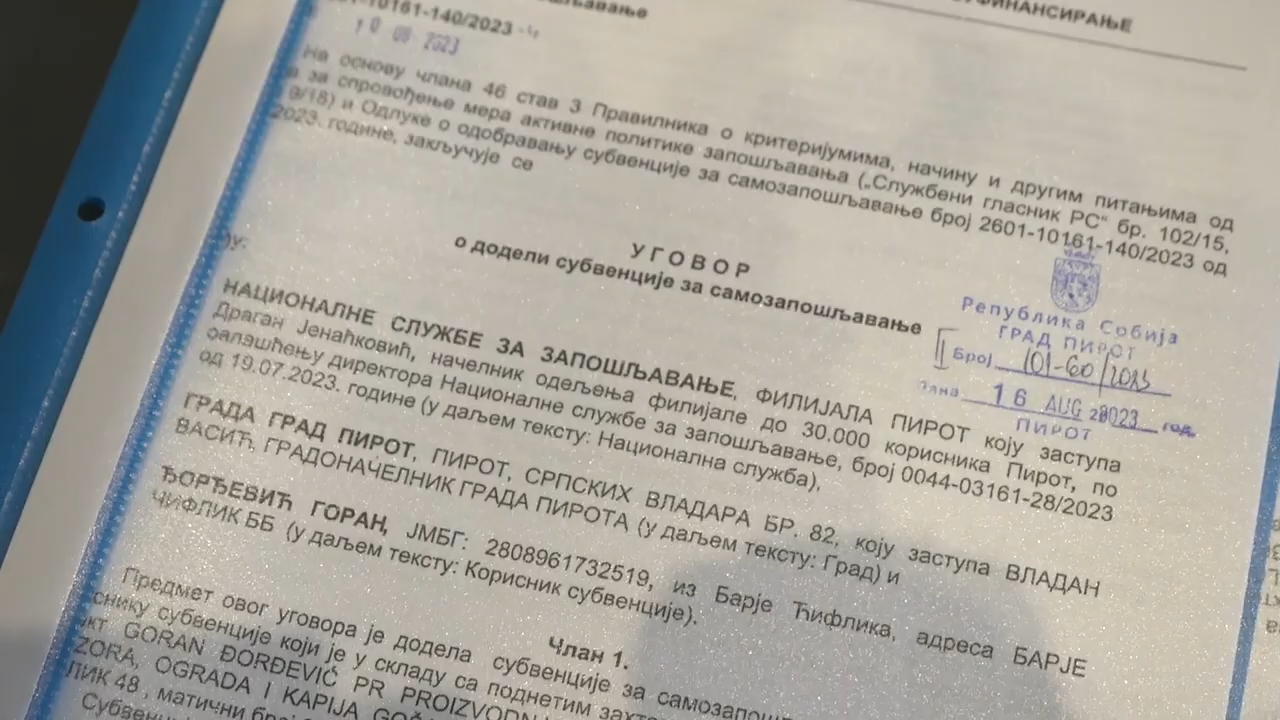 ФИНАНСИРАЊЕ
10161-140/2023
10 08 2023
На основу члана 46 став 3 Правилника о критеријумима, начину и другим питањима од
за спровођење мера активне политике запошљавања („Службени гласник РС“ бр. 102/15,
9/18) и Одлуке о одобравању субвенције за самозапошљавање број 2601-10161-140/2023 од
2023. године, закључује се
УГОВОР
о додели субвенције за самозапошљавање
Република Србија
ГРАД ПИРОТ
I Број 101-60/2023
16 AUG 2023 год.
ПИРОТ
НАЦИОНАЛНЕ СЛУЖБЕ ЗА ЗАПОШЉАВАЊЕ, ФИЛИЈАЛА ПИРОТ коју заступа
Драган Јенаћковић, начелник одељења филијале до 30.000 корисника Пирот, по
овлашћењу директора Националне службе за запошљавање, број 0044-03161-28/2023
од 19.07.2023. године (у даљем тексту: Национална служба),
ГРАДА ГРАД ПИРОТ, ПИРОТ, СРПСКИХ ВЛАДАРА БР. 82, коју заступа ВЛАДАН
ВАСИЋ, ГРАДОНАЧЕЛНИК ГРАДА ПИРОТА (у даљем тексту: Град) и
ЂОРЂЕВИЋ ГОРАН, ЈМБГ: 2808961732519, из Барје Ћифлика, адреса БАРЈЕ
ЧИФЛИК ББ (у даљем тексту: Корисник субвенције).
Члан 1.
Предмет овог уговора је додела субвенције за самозапошљ
снику субвенције који је у складу са поднетим захте
GORAN ĐORĐEVIĆ PR PROIZVODN
ZORA, OGRADA I KAPIJA
48, матични број
Субвенциј